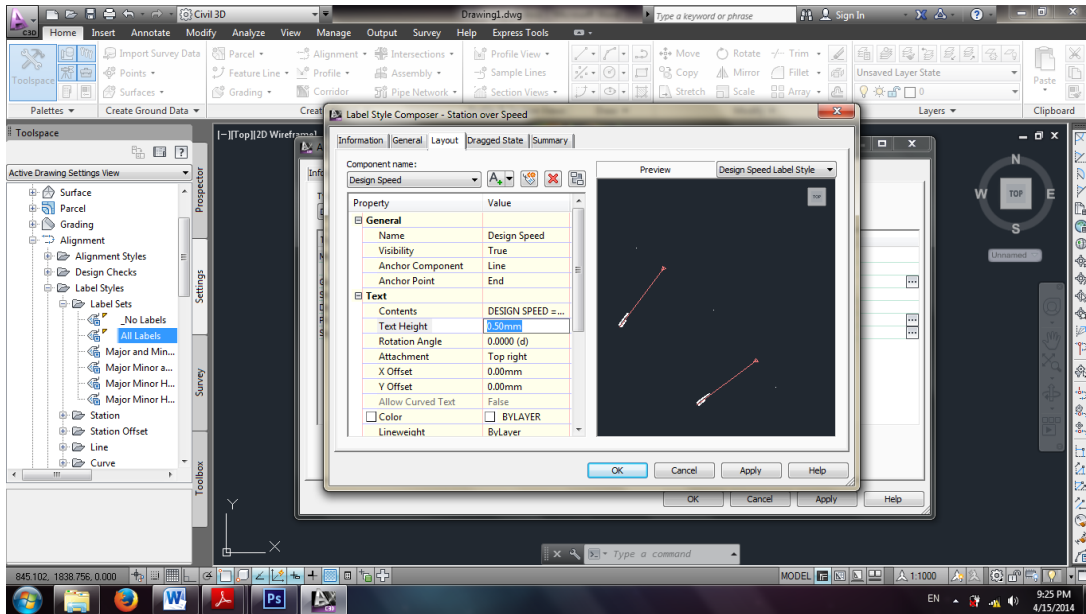 Civil 3D
Drawing1.dwg
Type a keyword or phrase
Sign In
C3D
Home Insert Annotate Modify Analyze View Manage Output Survey Help Express Tools
Toolspace
Import Survey Data
Points
Surfaces
Parcel
Feature Line
Grading
Alignment
Profile
Corridor
Intersections
Assembly
Pipe Network
Profile View
Sample Lines
Section Views
Move
Copy
Stretch
Rotate
Mirror
Scale
Trim
Fillet
Array
Unsaved Layer State
0
Paste
Palettes
Create Ground Data
Layers
Clipboard
Toolspace
Active Drawing Settings View
Surface
Parcel
Grading
Alignment
Alignment Styles
Design Checks
Label Styles
Label Sets
_No Labels
All Labels
Major and Min...
Major Minor a...
Major Minor H...
Major Minor H...
Station
Station Offset
Line
Curve
Prospector
Settings
Survey
Toolbox
[-][Top][2D Wireframe]
Label Style Composer - Station over Speed
Information General Layout Dragged State Summary
Component name:
Design Speed
Preview
Design Speed Label Style
Property Value
General
Name Design Speed
Visibility True
Anchor Component Line
Anchor Point End
Text
Contents DESIGN SPEED =...
Text Height 0.50mm
Rotation Angle 0.0000 (d)
Attachment Top right
X Offset 0.00mm
Y Offset 0.00mm
Allow Curved Text False
Color BYLAYER
Lineweight ByLayer
TOP
OK Cancel Apply Help
OK Cancel Apply Help
N
W TOP E
S
Unnamed
Y
X
Type a command
845.102, 1838.756, 0.000
MODEL
1:1000
Ps
EN
9:25 PM
4/15/2014